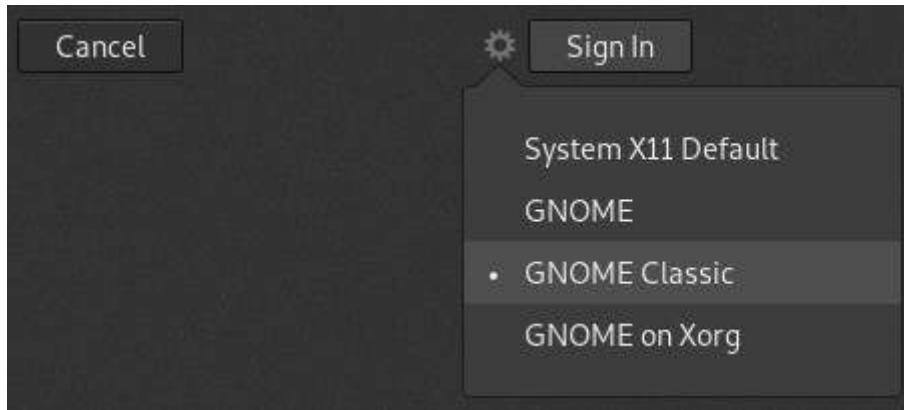 Cancel
Sign In
System X11 Default
GNOME
• GNOME Classic
GNOME on Xorg